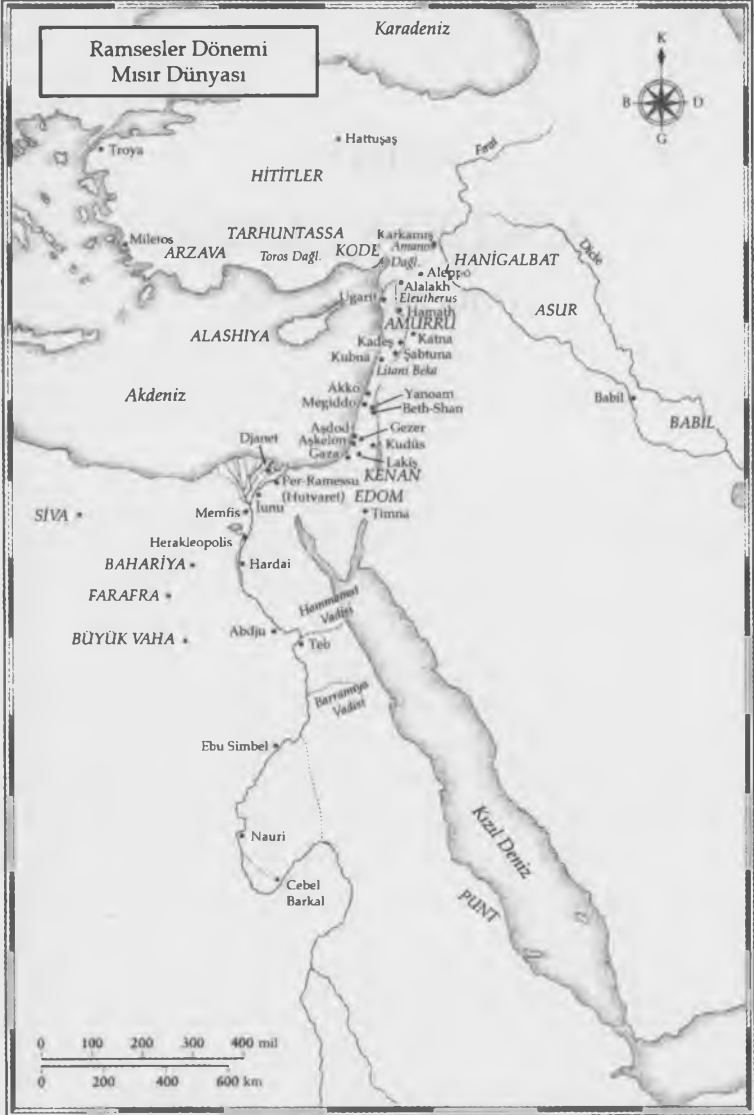 Ramsesler Dönemi
Mısır Dünyası
Karadeniz
K
B
D
G
Troya
Hattuşaş
Fırat
HİTİTLER
Miletos
ARZAVA
TARHUNTASSA
Toros Dağl.
KODE
Karkamış
Amanos
Dağl.
HANİGALBAT
Dicle
Aleppo
Alalakh
Ugarit
Eleutherus
Hamath
ASUR
ALASHIYA
AMURRU
Katna
Kadeş
Şabtuna
Kubna
Litani Beka
Akdeniz
Akko
Megiddo
Yanoam
Beth-Shan
Babil
BABİL
Aşdod
Aşkelon
Gaza
Gezer
Kudüs
Lakiş
Djanet
KENAN
Per-Ramessu
(Hutvaret)
EDOM
Iunu
Memfis
Timna
SİVA
Herakleopolis
BAHARİYA
Hardai
FARAFRA
Hammamat
Vadisi
Abdju
BÜYÜK VAHA
Teb
Barramiya
Vadisi
Ebu Simbel
Nauri
Kızıl Deniz
Cebel
Barkal
PUNT
0 100 200 300 400 mil
0 200 400 600 km